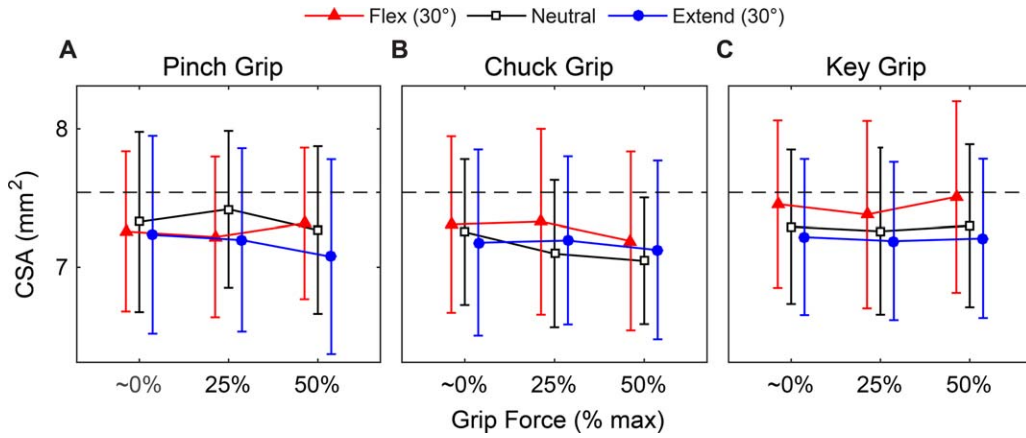 Flex (30°) Neutral Extend (30°)
A B C
Pinch Grip Chuck Grip Key Grip
8
7
CSA (mm²)
~0% 25% 50% ~0% 25% 50% ~0% 25% 50%
Grip Force (% max)